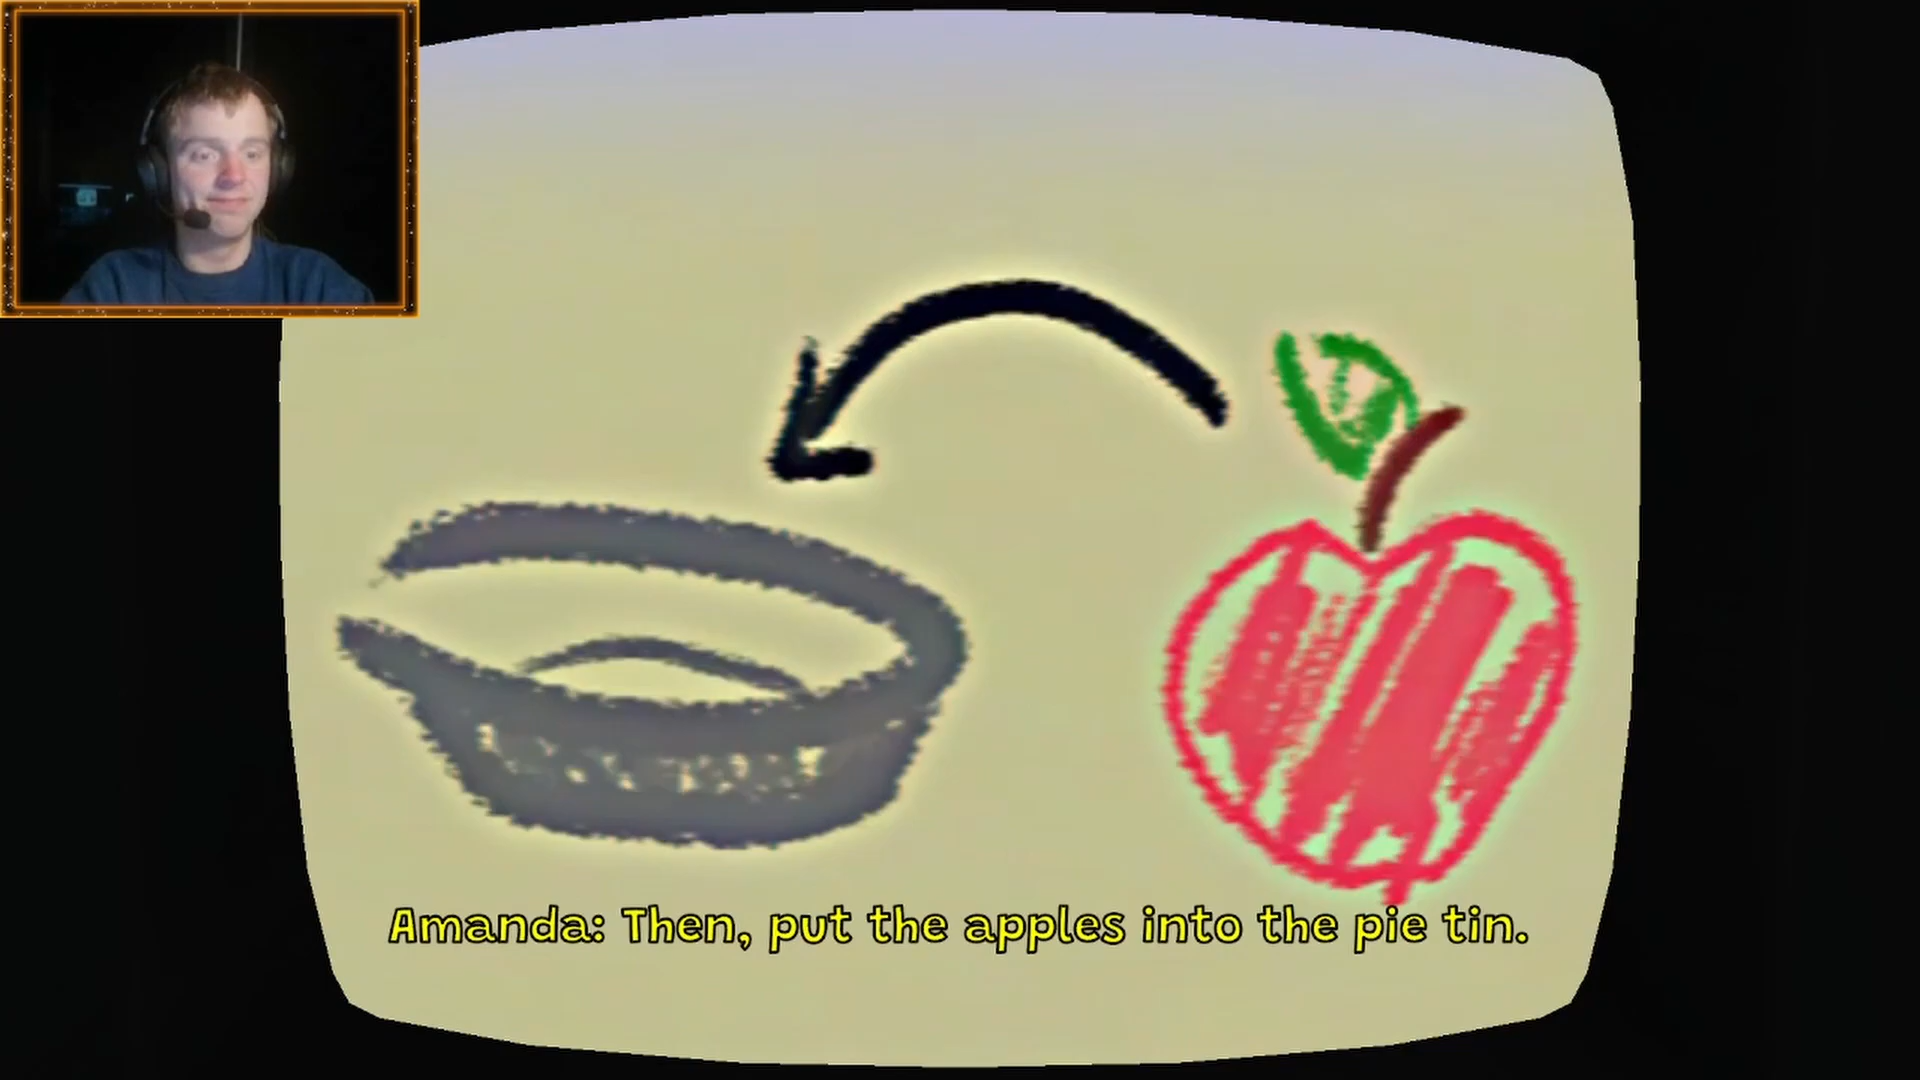 Amanda: Then, put the apples into the pie tin.